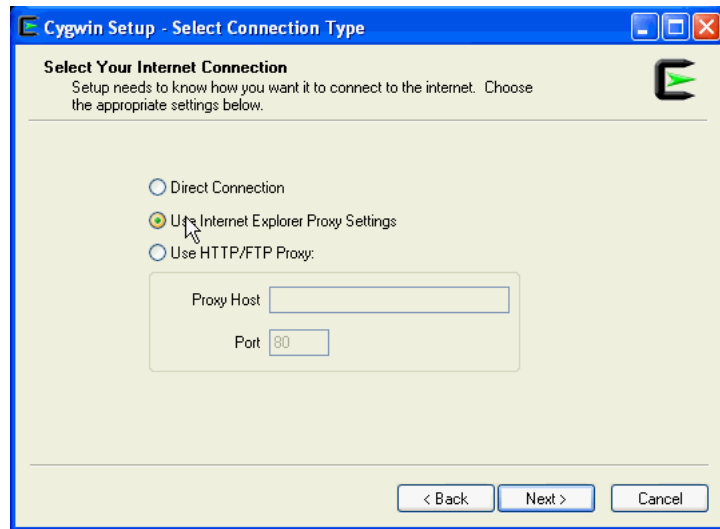 Cygwin Setup - Select Connection Type
Select Your Internet Connection
Setup needs to know how you want it to connect to the internet.  Choose
the appropriate settings below.
Direct Connection
Use Internet Explorer Proxy Settings
Use HTTP/FTP Proxy:
Proxy Host
Port 80
< Back Next > Cancel